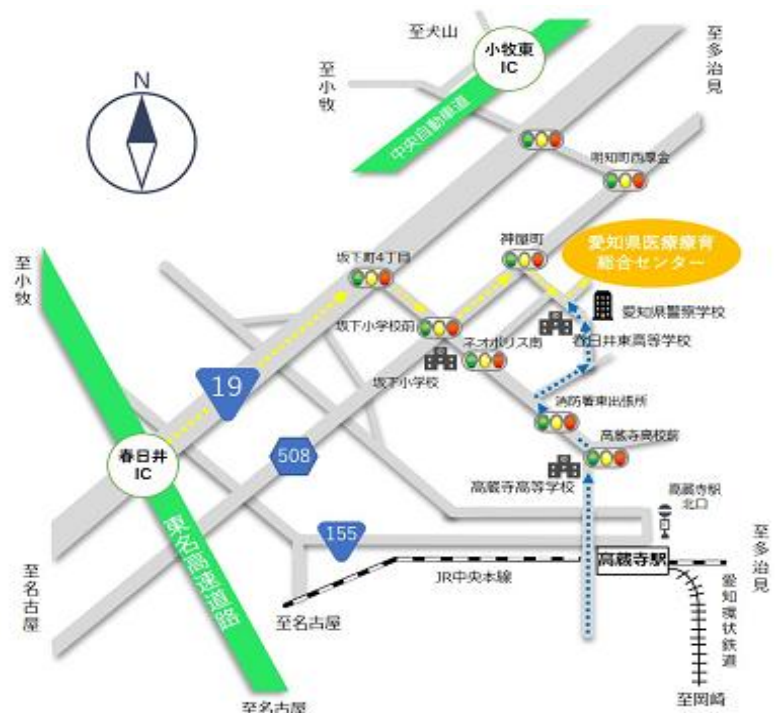 至犬山
小牧東
IC
至多治見
N
至小牧
中央自動車道
明知町西厚金
神屋町
愛知県医療療育
総合センター
坂下町4丁目
至小牧
愛知県警察学校
坂下小学校前
春日井東高等学校
ネオポリス南
坂下小学校
19
消防署東出張所
高蔵寺高校前
508
春日井
IC
高蔵寺高等学校
高蔵寺駅
北口
155
至多治見
東名高速道路
高蔵寺駅
JR中央本線
至名古屋
至名古屋
愛知環状鉄道
至岡崎
至名古屋